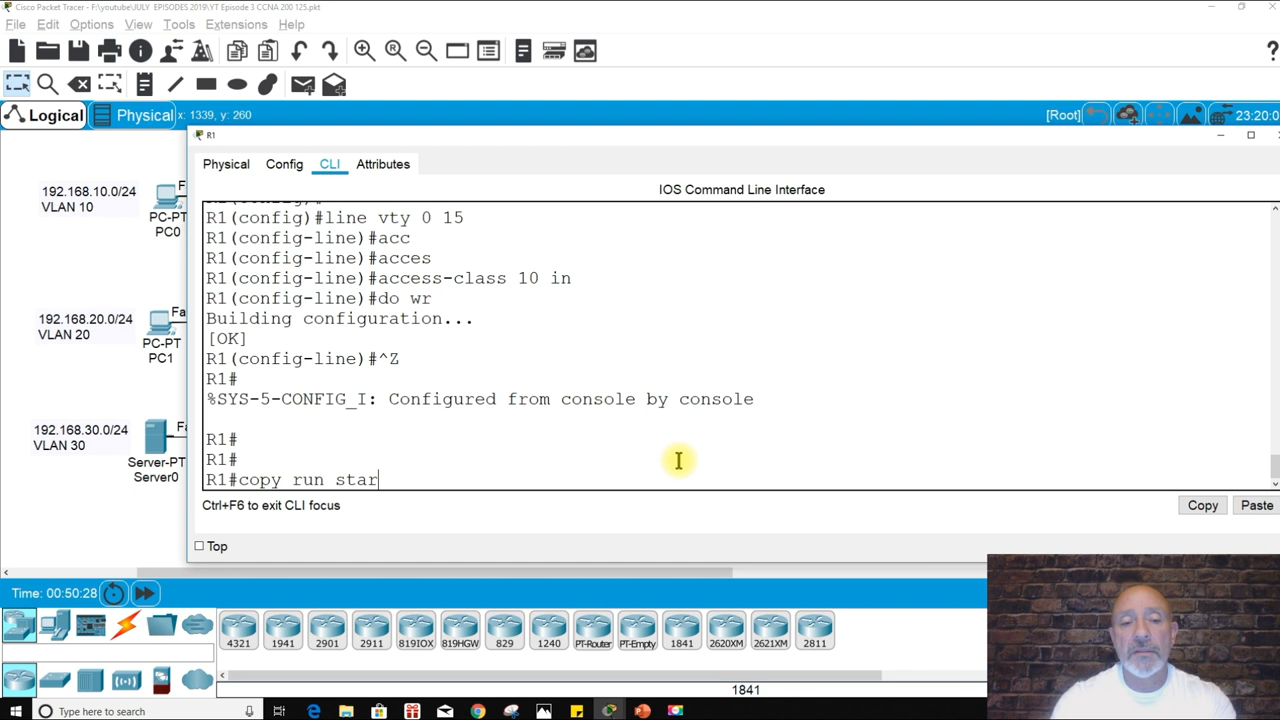 Cisco Packet Tracer - F:\youtube\JULY EPISODES 2019\YT Episode 3 CCNA 200 125.pkt
File Edit Options View Tools Extensions Help
Logical Physical x: 1339, y: 260 [Root] 23:20:0
R1
Physical Config CLI Attributes
IOS Command Line Interface
R1(config)#line vty 0 15
R1(config-line)#acc
R1(config-line)#acces
R1(config-line)#access-class 10 in
R1(config-line)#do wr
Building configuration...
[OK]
R1(config-line)#^Z
R1#
%SYS-5-CONFIG_I: Configured from console by console
R1#
R1#
R1#copy run star
Ctrl+F6 to exit CLI focus
Copy Paste
Top
192.168.10.0/24
VLAN 10
F
PC-PT
PC0
192.168.20.0/24
VLAN 20
Fa
PC-PT
PC1
192.168.30.0/24
VLAN 30
Fa
Server-PT
Server0
Time: 00:50:28
4321 1941 2901 2911 819IOX 819HGW 829 1240 PT-Router PT-Empty 1841 2620XM 2621XM 2811
1841
Type here to search